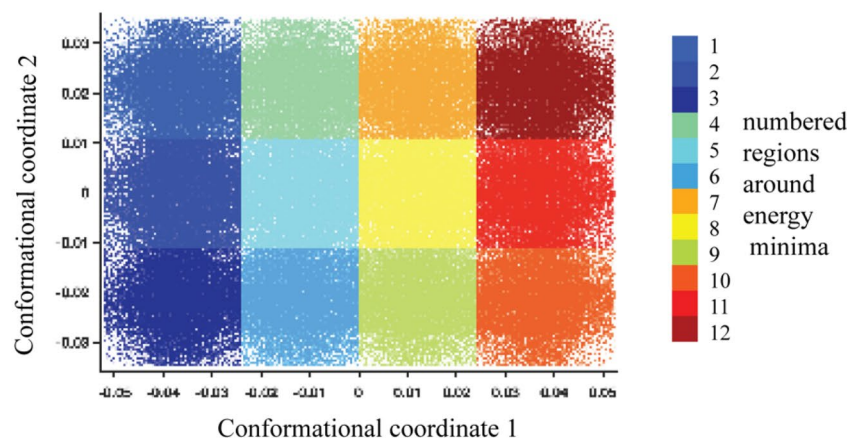 Conformational coordinate 2
0.03
0.02
0.01
0
-0.01
-0.02
-0.03
-0.05 -0.04 -0.03 -0.02 -0.01 0 0.01 0.02 0.03 0.04 0.05
Conformational coordinate 1
1
2
3
4
5
6
7
8
9
10
11
12
numbered
regions
around
energy
minima